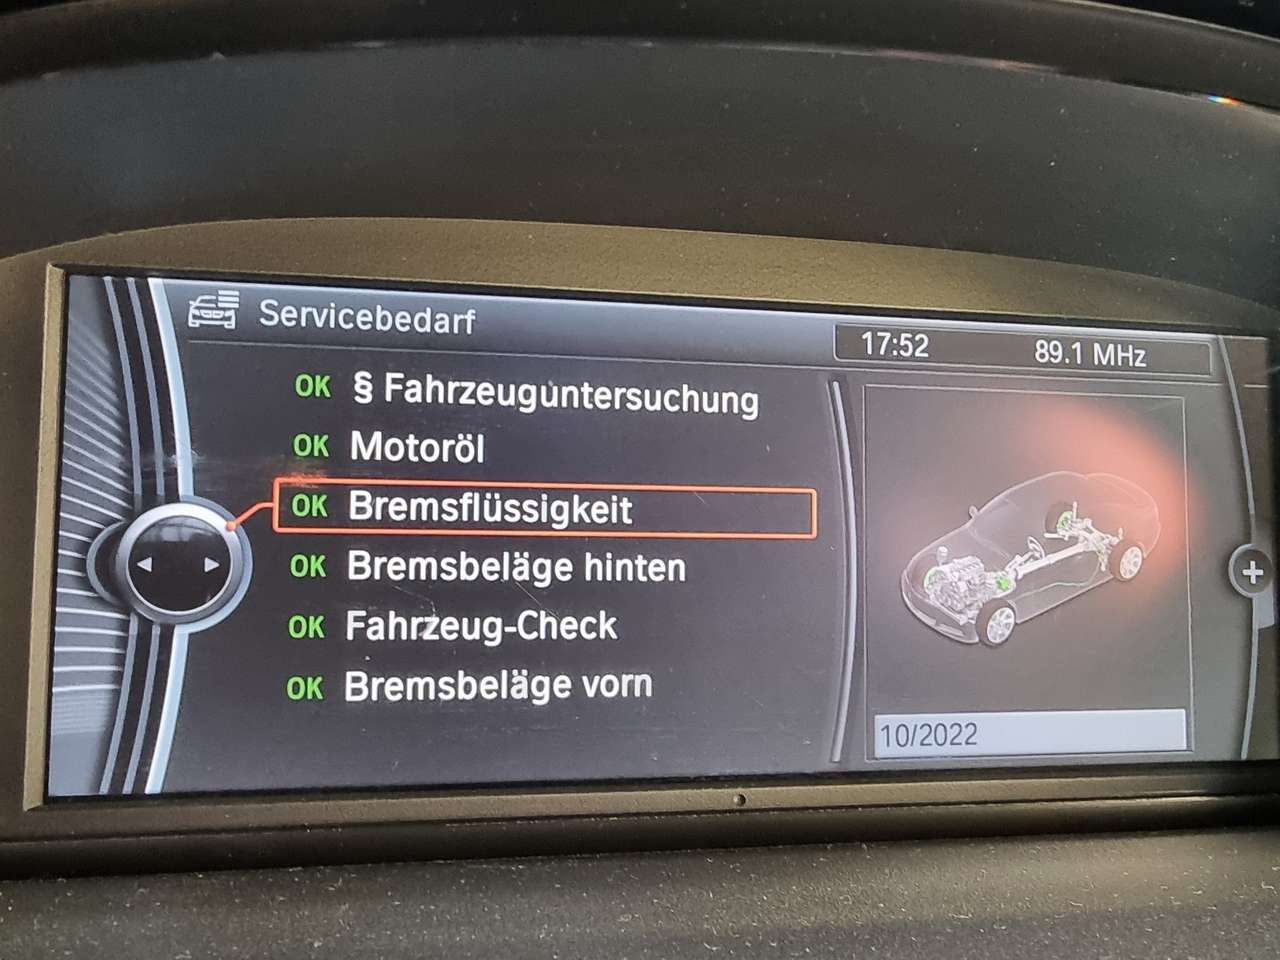 Servicebedarf
17:52 89.1 MHz
OK § Fahrzeuguntersuchung
OK Motoröl
OK Bremsflüssigkeit
OK Bremsbeläge hinten
OK Fahrzeug-Check
OK Bremsbeläge vorn
10/2022